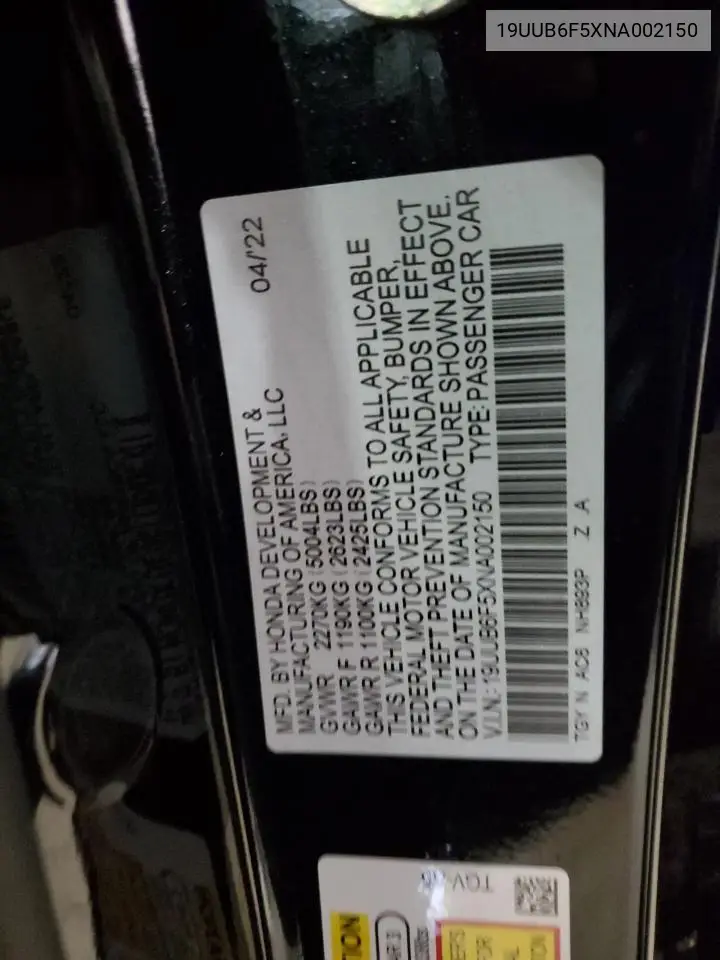 19UUB6F5XNA002150
MFD. BY HONDA DEVELOPMENT &
MANUFACTURING OF AMERICA, LLC
04/'22
GVWR 2270KG (5004LBS)
GAWR F 1190KG (2623LBS)
GAWR R 1100KG (2425LBS)
THIS VEHICLE CONFORMS TO ALL APPLICABLE
FEDERAL MOTOR VEHICLE SAFETY, BUMPER,
AND THEFT PREVENTION STANDARDS IN EFFECT
ON THE DATE OF MANUFACTURE SHOWN ABOVE.
V.I.N.: 19UUB6F5XNA002150 TYPE: PASSENGER CAR
TGY N AC6 NH893P Z A